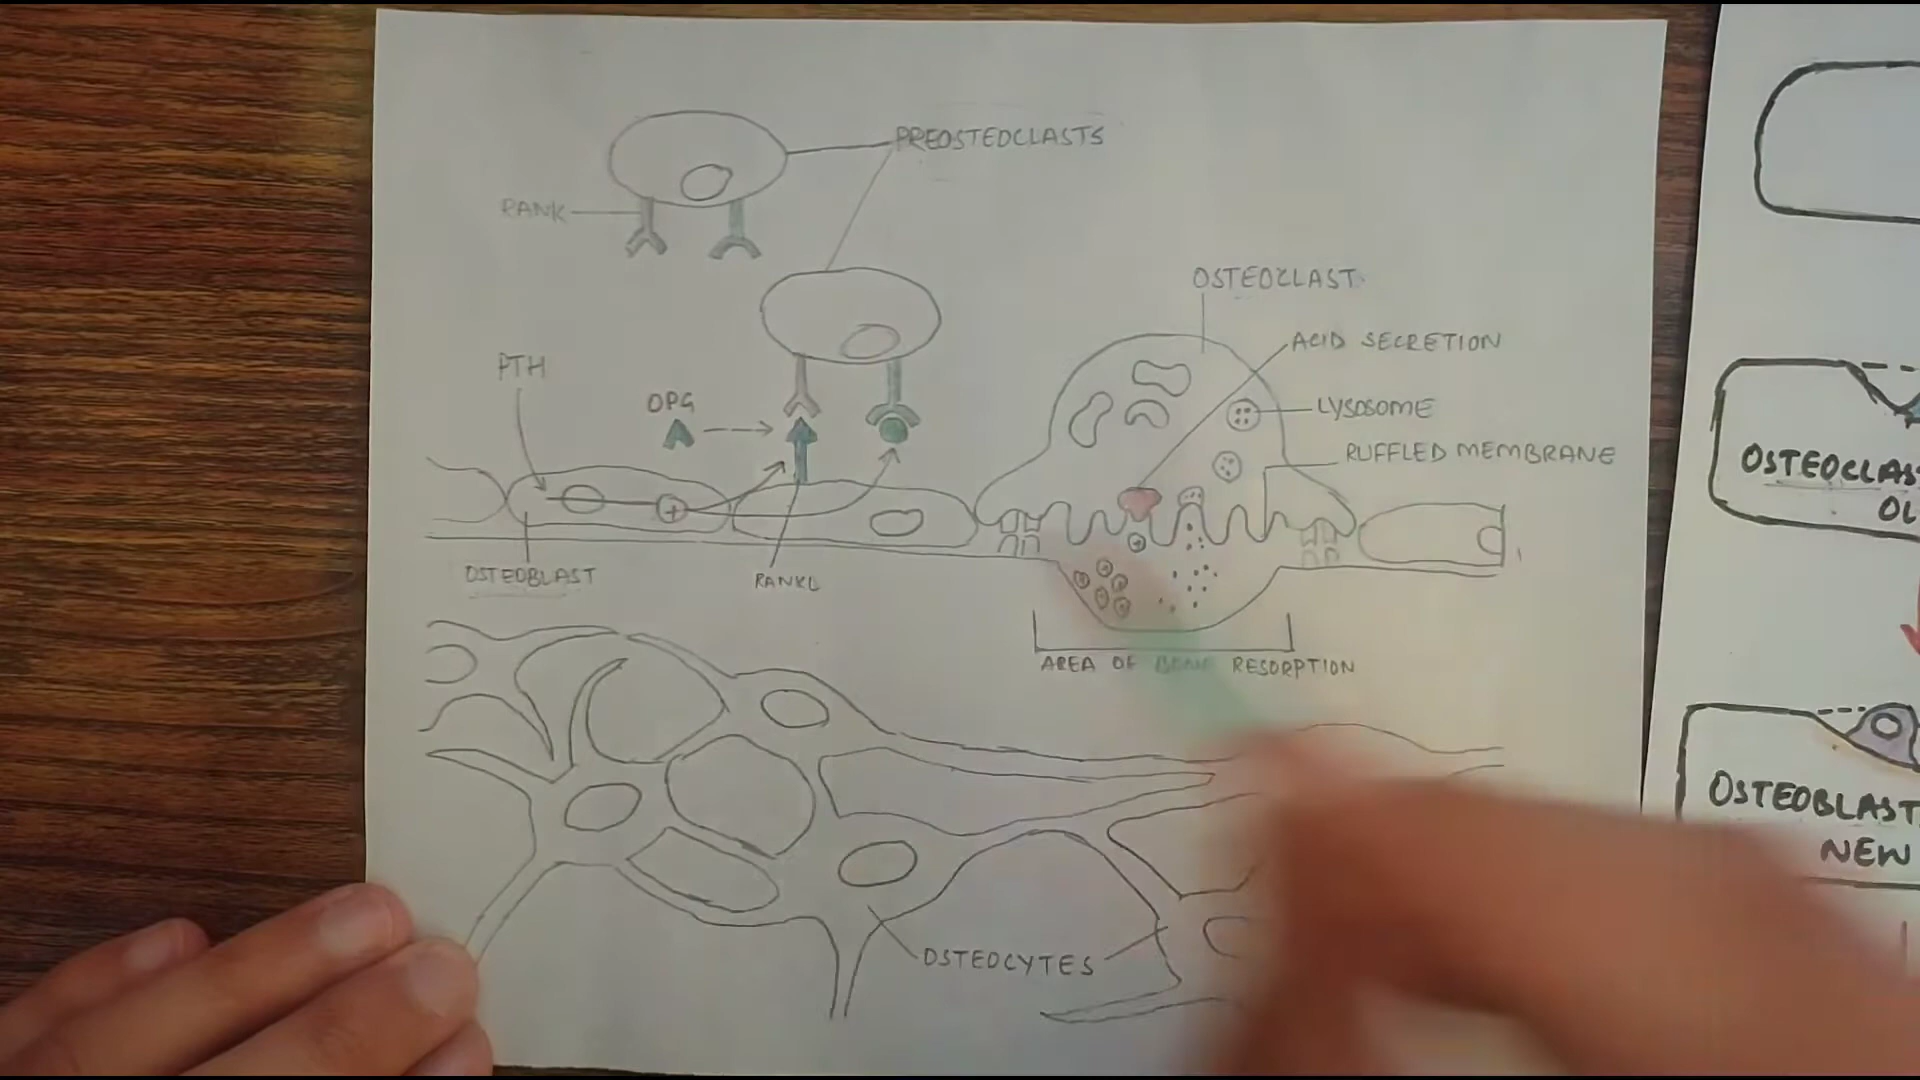 PREOSTEOCLASTS
RANK
OSTEOCLAST
ACID SECRETION
PTH
OPG
LYSOSOME
RUFFLED MEMBRANE
OSTEOBLAST
RANKL
AREA OF BONE RESORPTION
OSTEOCYTES
OSTEOCLAS
OL
OSTEOBLAST
NEW